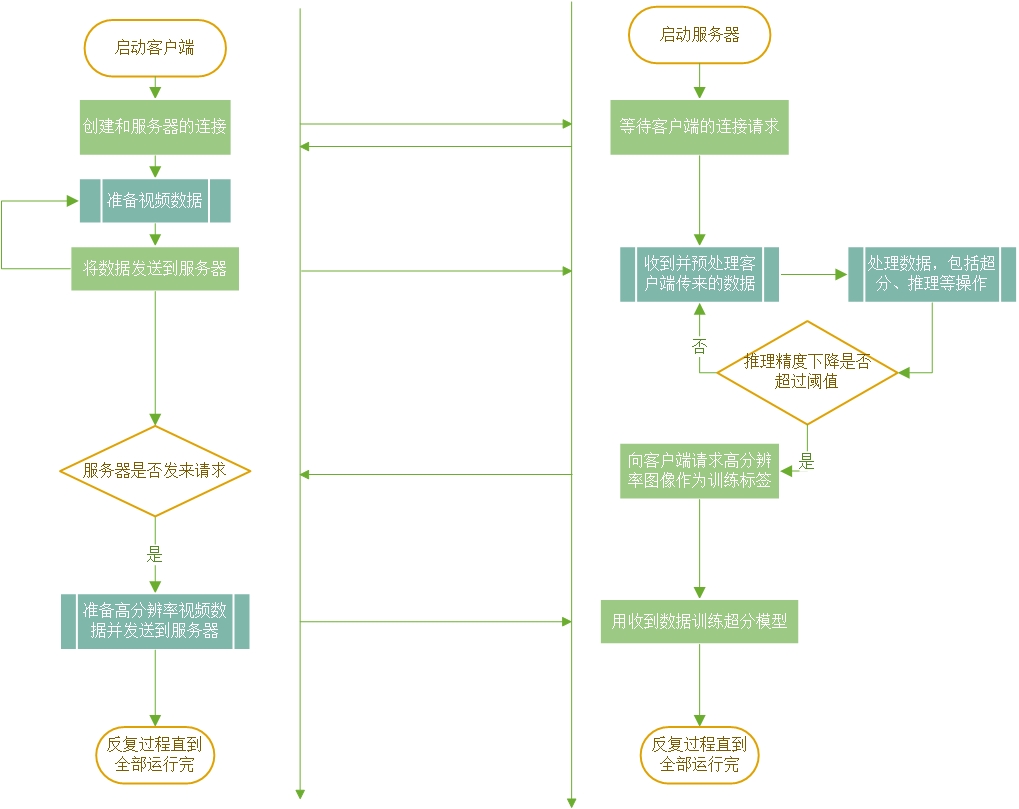 启动客户端
创建和服务器的连接
准备视频数据
将数据发送到服务器
服务器是否发来请求
是
准备高分辨率视频数
据并发送到服务器
反复过程直到
全部运行完
启动服务器
等待客户端的连接请求
收到并预处理客
户端传来的数据
处理数据，包括超
分、推理等操作
否
推理精度下降是否
超过阈值
是
向客户端请求高分辨
率图像作为训练标签
用收到数据训练超分模型
反复过程直到
全部运行完